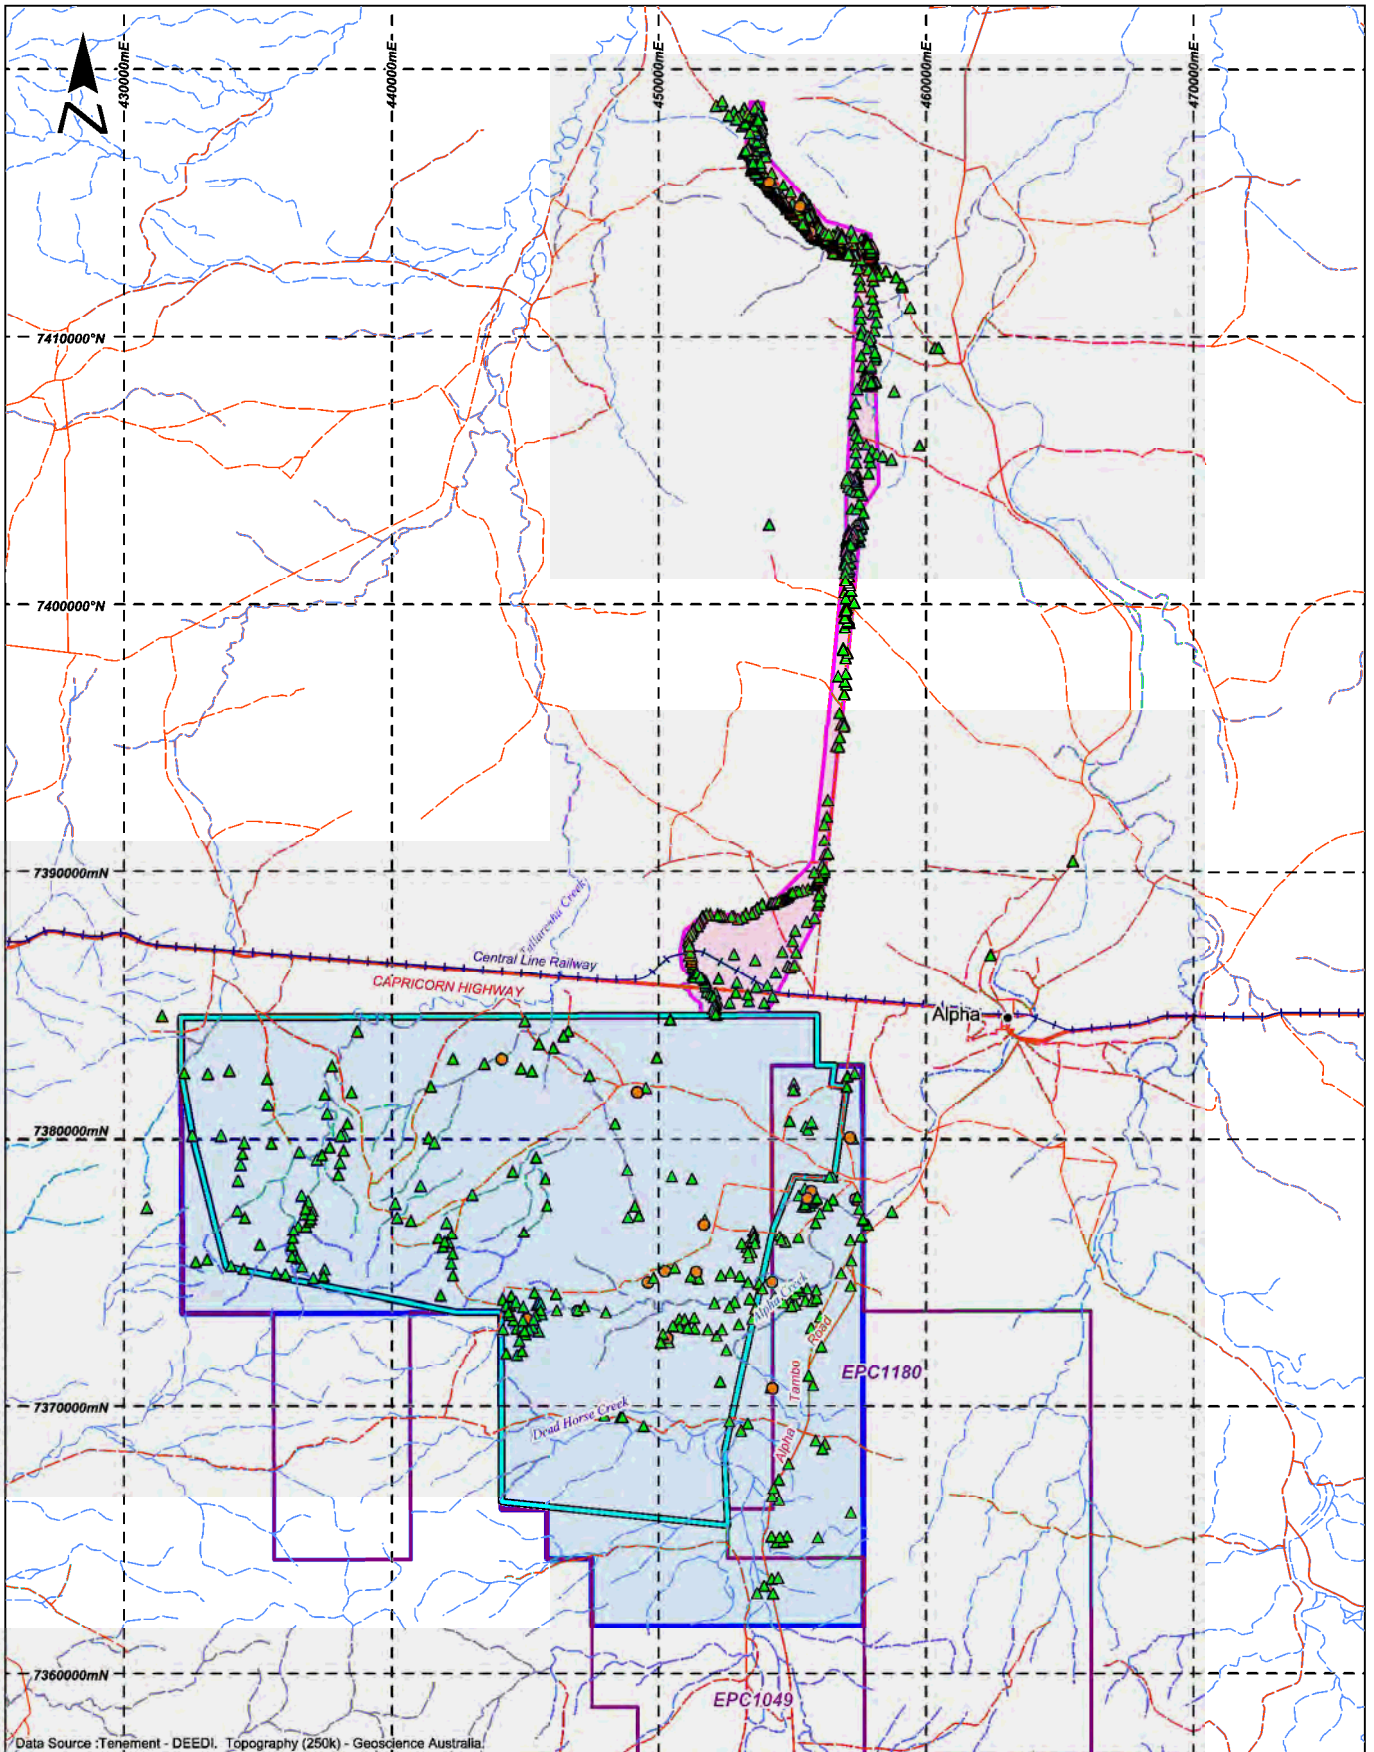 430000mE
440000mE
450000mE
460000mE
470000mE
N
7410000°N
7400000°N
7390000mN
Tallarenha Creek
Central Line Railway
CAPRICORN HIGHWAY
Alpha
7380000mN
Alpha Creek
Alpha Tambo Road
EPC1180
7370000mN
Dead Horse Creek
7360000mN
EPC1049
Data Source :Tenement - DEEDI. Topography (250k) - Geoscience Australia.